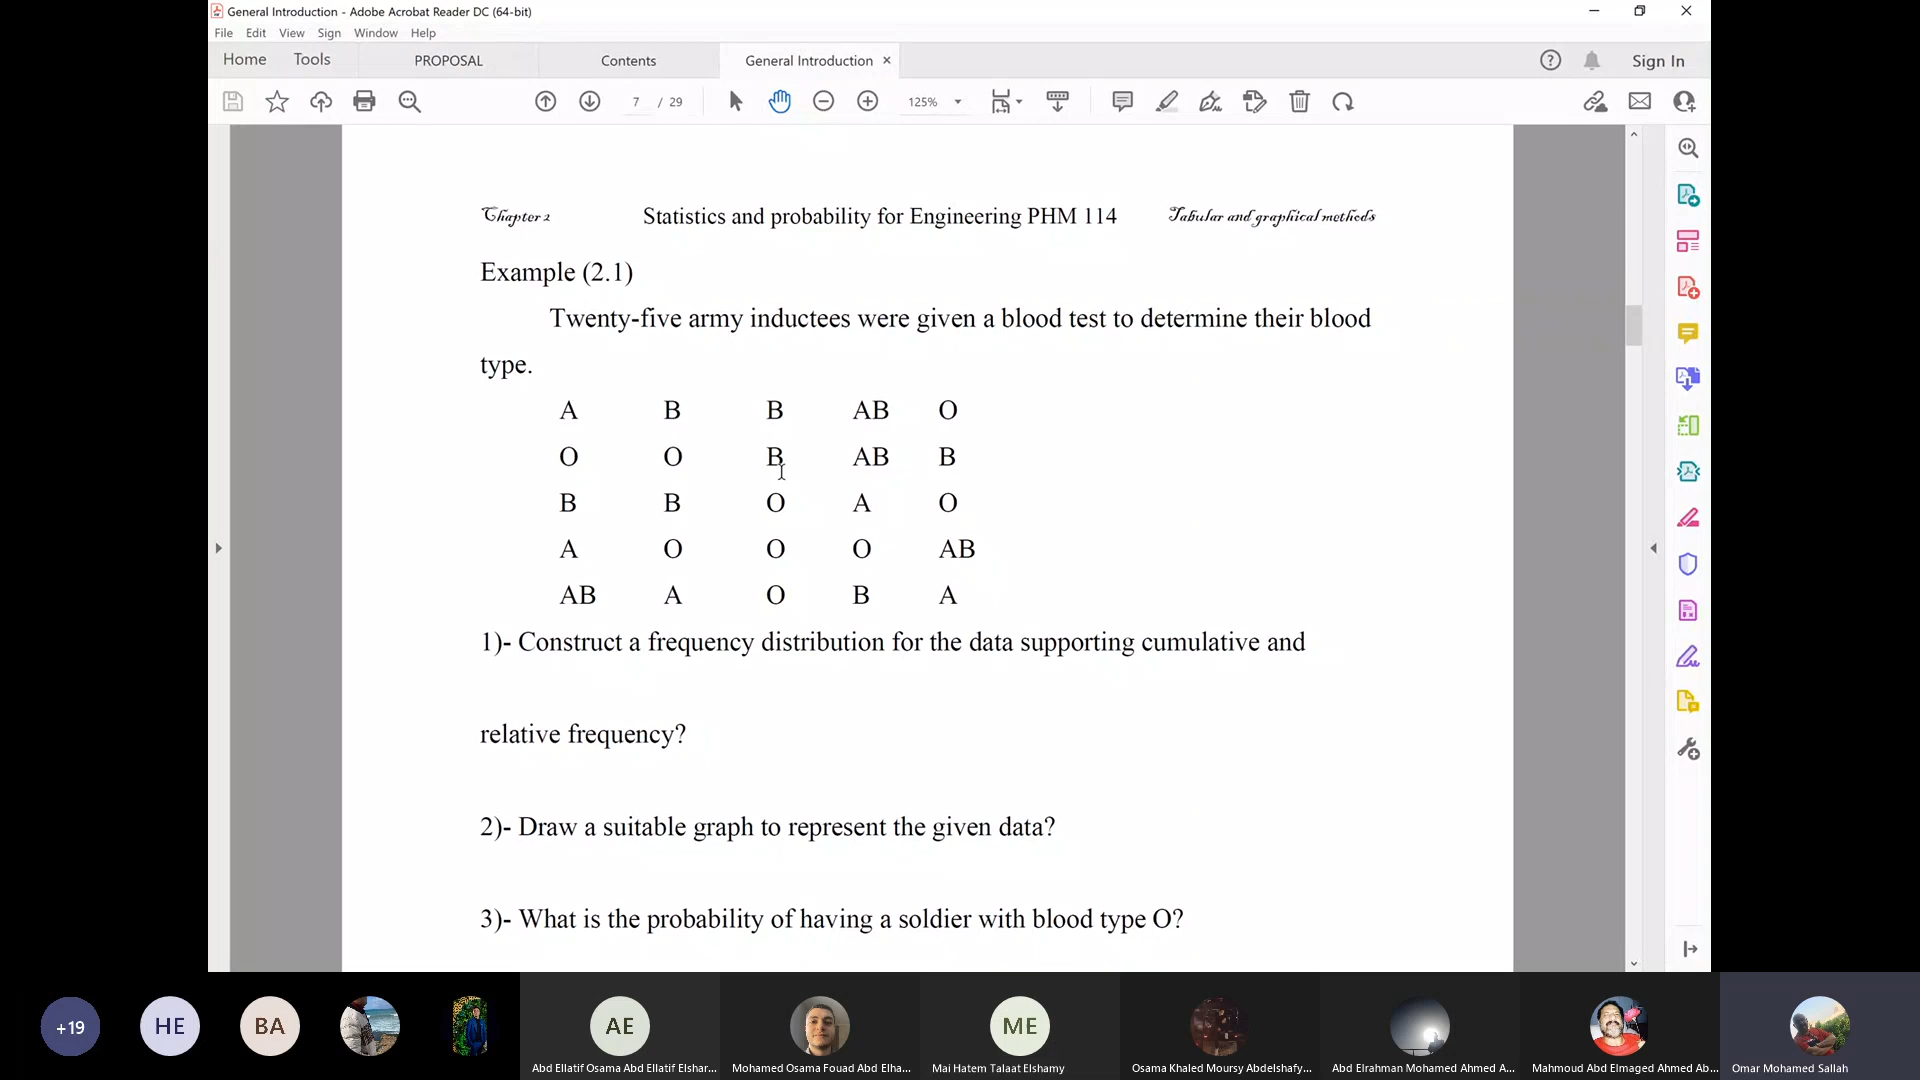 General Introduction - Adobe Acrobat Reader DC (64-bit)
File Edit View Sign Window Help
Home Tools PROPOSAL Contents General Introduction × Sign In
7 / 29 125%
Chapter 2 Statistics and probability for Engineering PHM 114 Tabular and graphical methods
Example (2.1)
Twenty-five army inductees were given a blood test to determine their blood
type.
A B B AB O
O O B AB B
B B O A O
A O O O AB
AB A O B A
1)- Construct a frequency distribution for the data supporting cumulative and
relative frequency?
2)- Draw a suitable graph to represent the given data?
3)- What is the probability of having a soldier with blood type O?
+19 HE BA AE ME
Abd Ellatif Osama Abd Ellatif Elshar... Mohamed Osama Fouad Abd Elha... Mai Hatem Talaat Elshamy Osama Khaled Moursy Abdelshafy... Abd Elrahman Mohamed Ahmed A... Mahmoud Abd Elmaged Ahmed Ab... Omar Mohamed Sallah